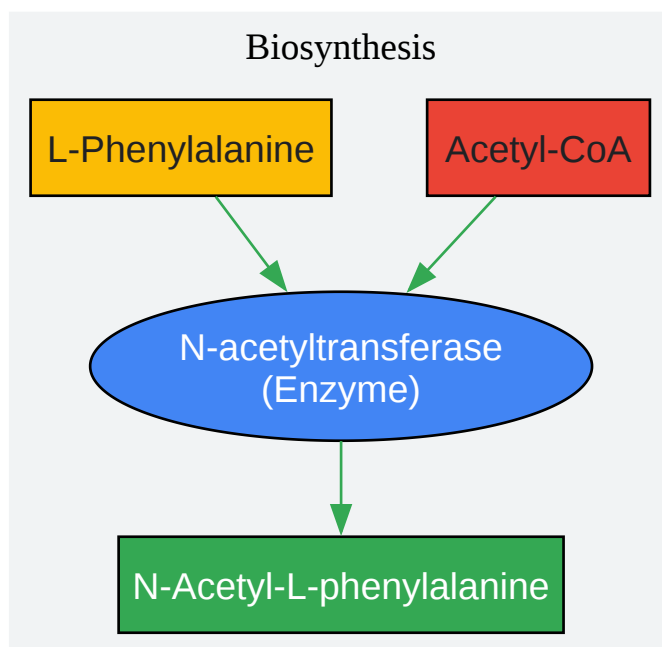 Biosynthesis
L-Phenylalanine
Acetyl-CoA
N-acetyltransferase
(Enzyme)
N-Acetyl-L-phenylalanine